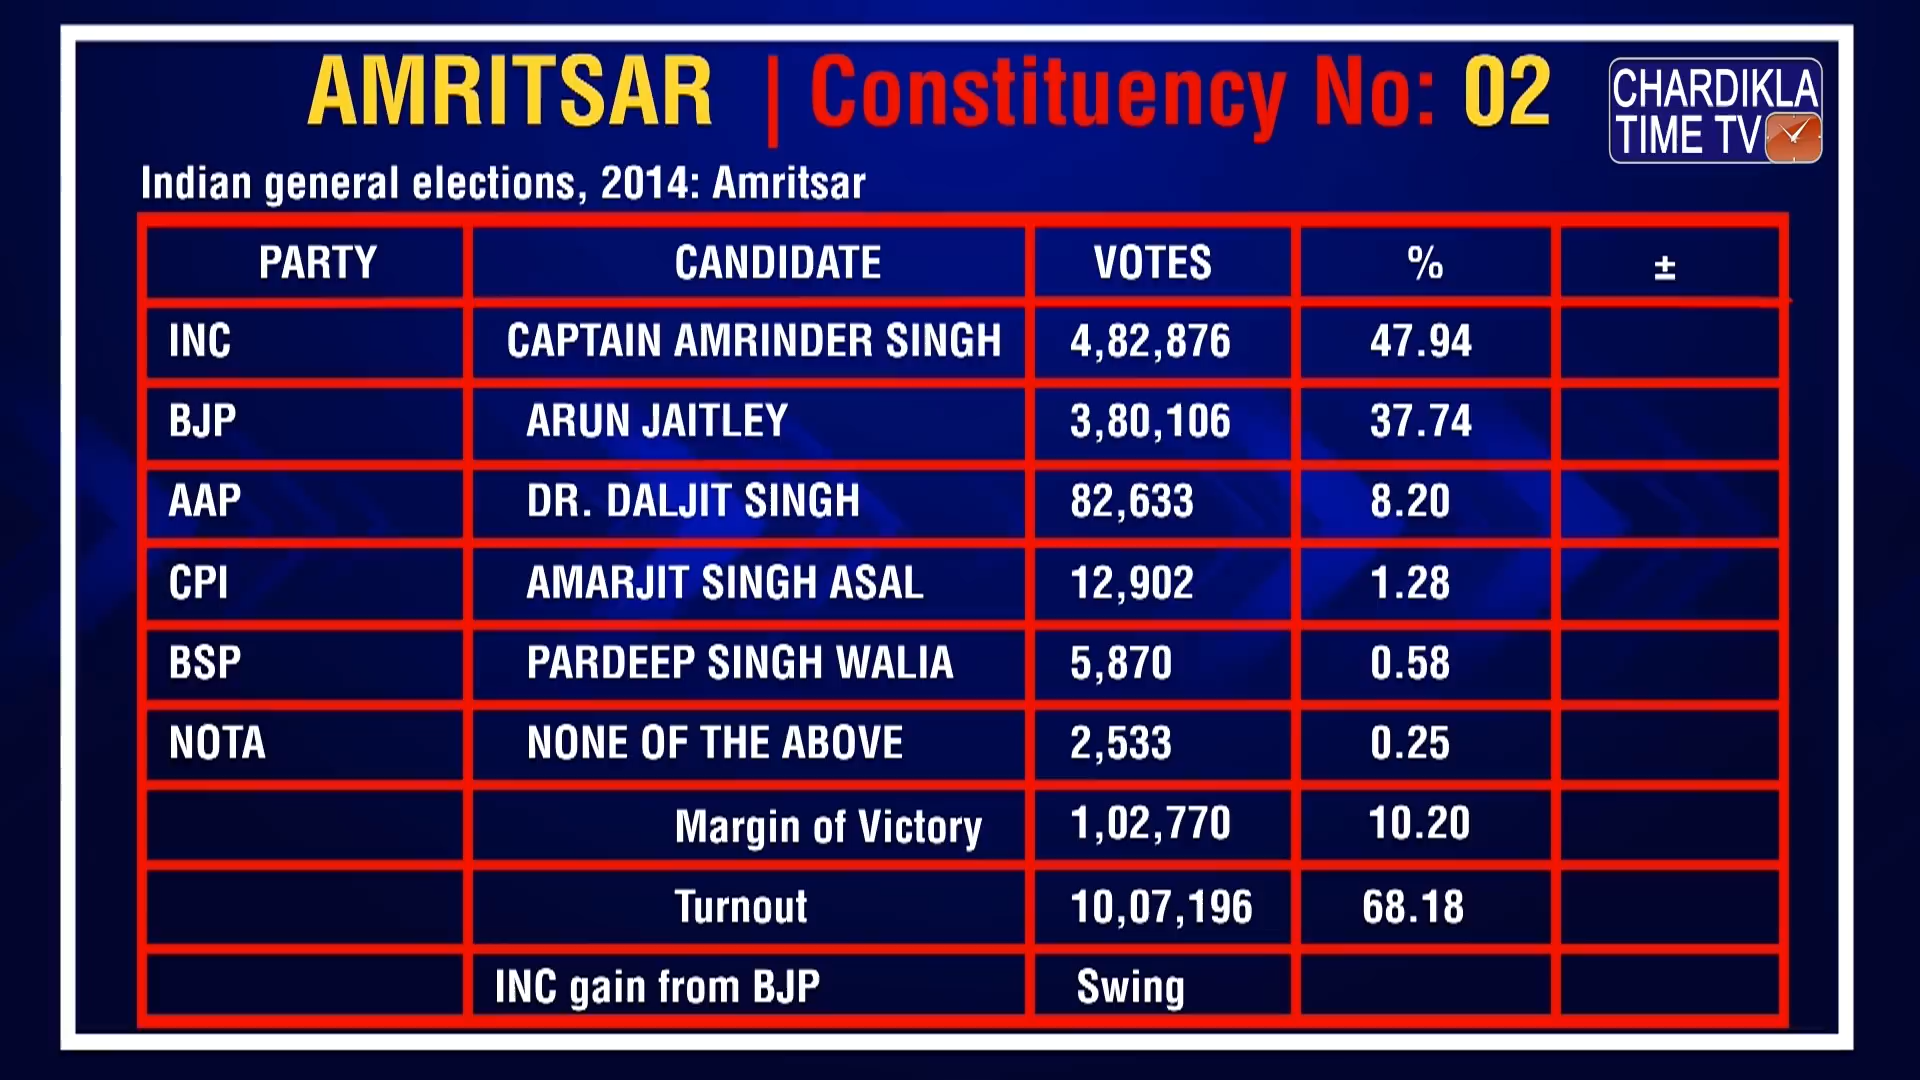 AMRITSAR | Constituency No: 02
CHARDIKLA
TIME TV
Indian general elections, 2014: Amritsar
PARTY CANDIDATE VOTES % ±
INC CAPTAIN AMRINDER SINGH 4,82,876 47.94
BJP ARUN JAITLEY 3,80,106 37.74
AAP DR. DALJIT SINGH 82,633 8.20
CPI AMARJIT SINGH ASAL 12,902 1.28
BSP PARDEEP SINGH WALIA 5,870 0.58
NOTA NONE OF THE ABOVE 2,533 0.25
Margin of Victory 1,02,770 10.20
Turnout 10,07,196 68.18
INC gain from BJP Swing